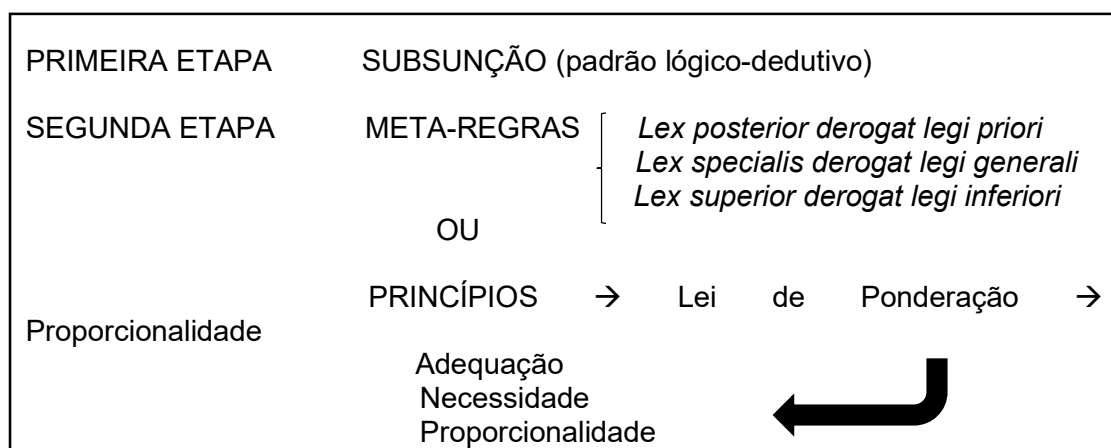 PRIMEIRA ETAPA SUBSUNÇÃO (padrão lógico-dedutivo)
SEGUNDA ETAPA META-REGRAS Lex posterior derogat legi priori
Lex specialis derogat legi generali
Lex superior derogat legi inferiori
OU
PRINCÍPIOS → Lei de Ponderação →
Proporcionalidade
Adequação
Necessidade
Proporcionalidade